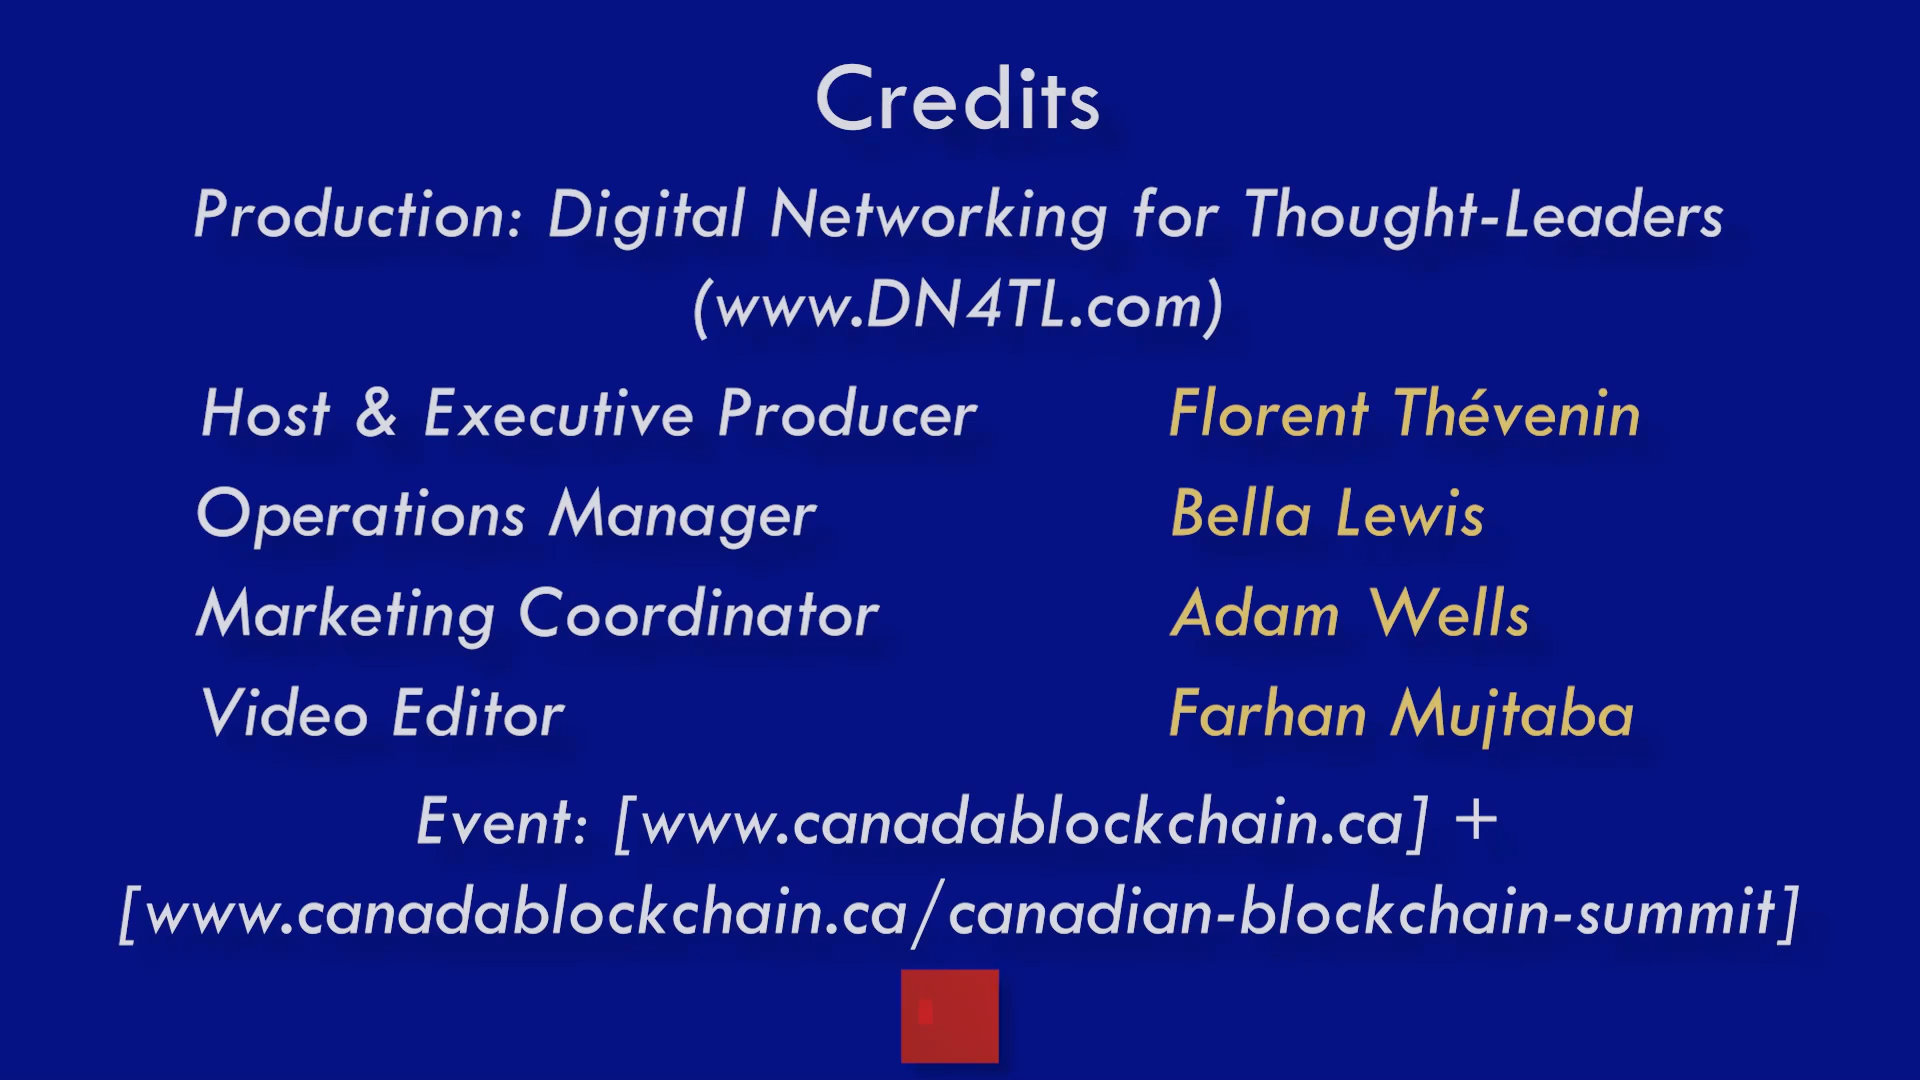 Credits
Production: Digital Networking for Thought-Leaders
(www.DN4TL.com)
Host & Executive Producer Florent Thévenin
Operations Manager Bella Lewis
Marketing Coordinator Adam Wells
Video Editor Farhan Mujtaba
Event: [www.canadablockchain.ca] +
[www.canadablockchain.ca/canadian-blockchain-summit]